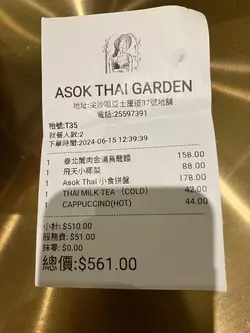 ASOK THAI GARDEN
地址:尖沙咀亞士厘道37號地舖
電話:25597391
枱號:T35
就餐人數:2
下單時間:2024-06-15 12:39:39
1 泰北蟹肉金湯烏龍麵 158.00
1 飛天小椰菜 88.00
1 Asok Thai 小食拼盤 178.00
1 THAI MILK TEA （COLD） 42.00
1 CAPPUCCINO(HOT) 44.00
小計: $510.00
服務費: $51.00
抹零: $0.00
總價:$561.00